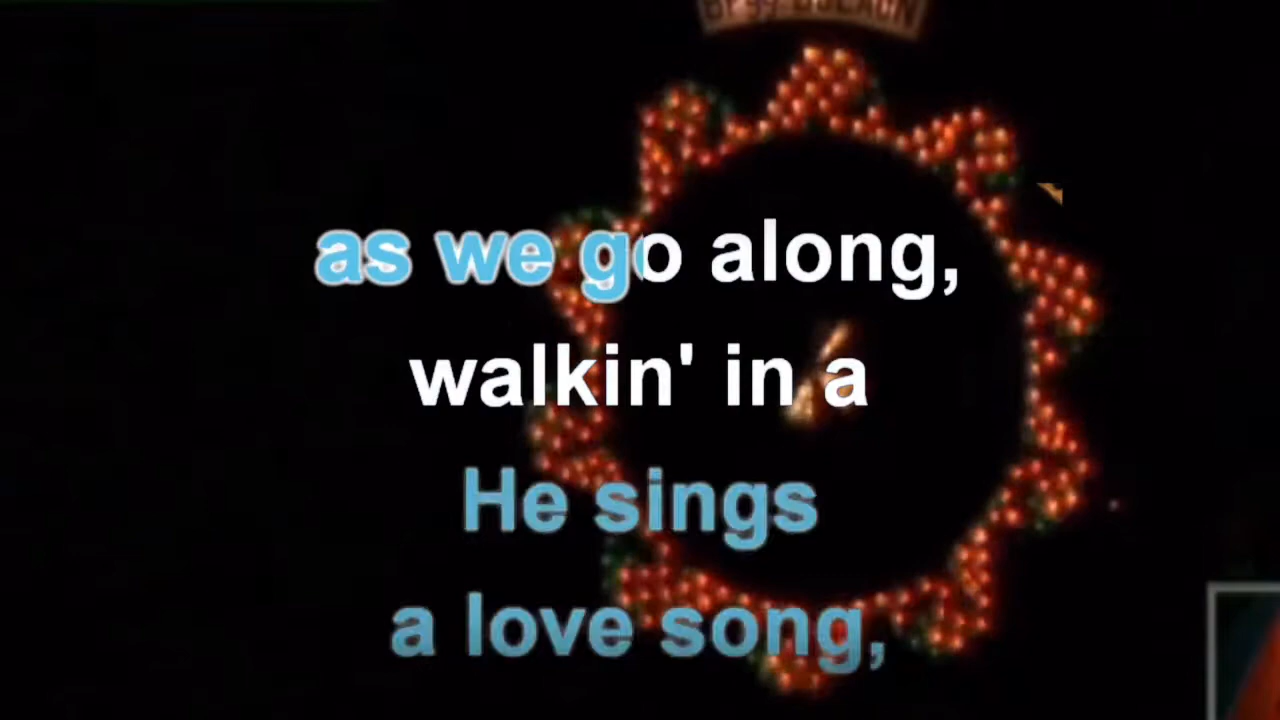 as we go along,
walkin' in a
He sings
a love song,